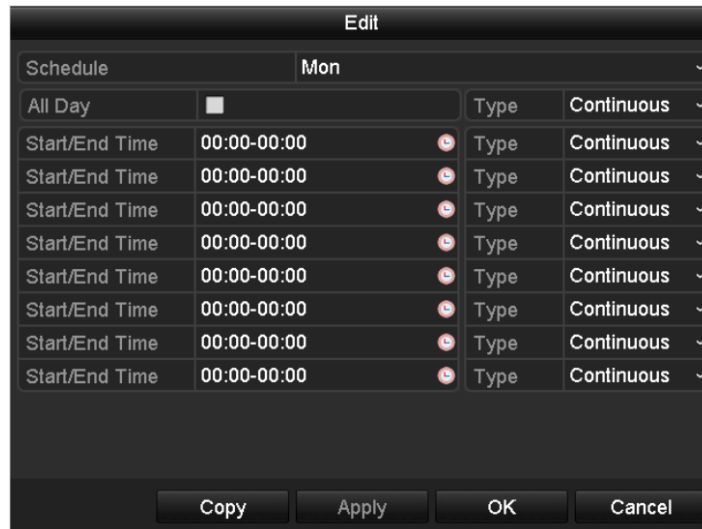 Edit
Schedule Mon
All Day Type Continuous
Start/End Time 00:00-00:00 Type Continuous
Start/End Time 00:00-00:00 Type Continuous
Start/End Time 00:00-00:00 Type Continuous
Start/End Time 00:00-00:00 Type Continuous
Start/End Time 00:00-00:00 Type Continuous
Start/End Time 00:00-00:00 Type Continuous
Start/End Time 00:00-00:00 Type Continuous
Start/End Time 00:00-00:00 Type Continuous
Copy Apply OK Cancel